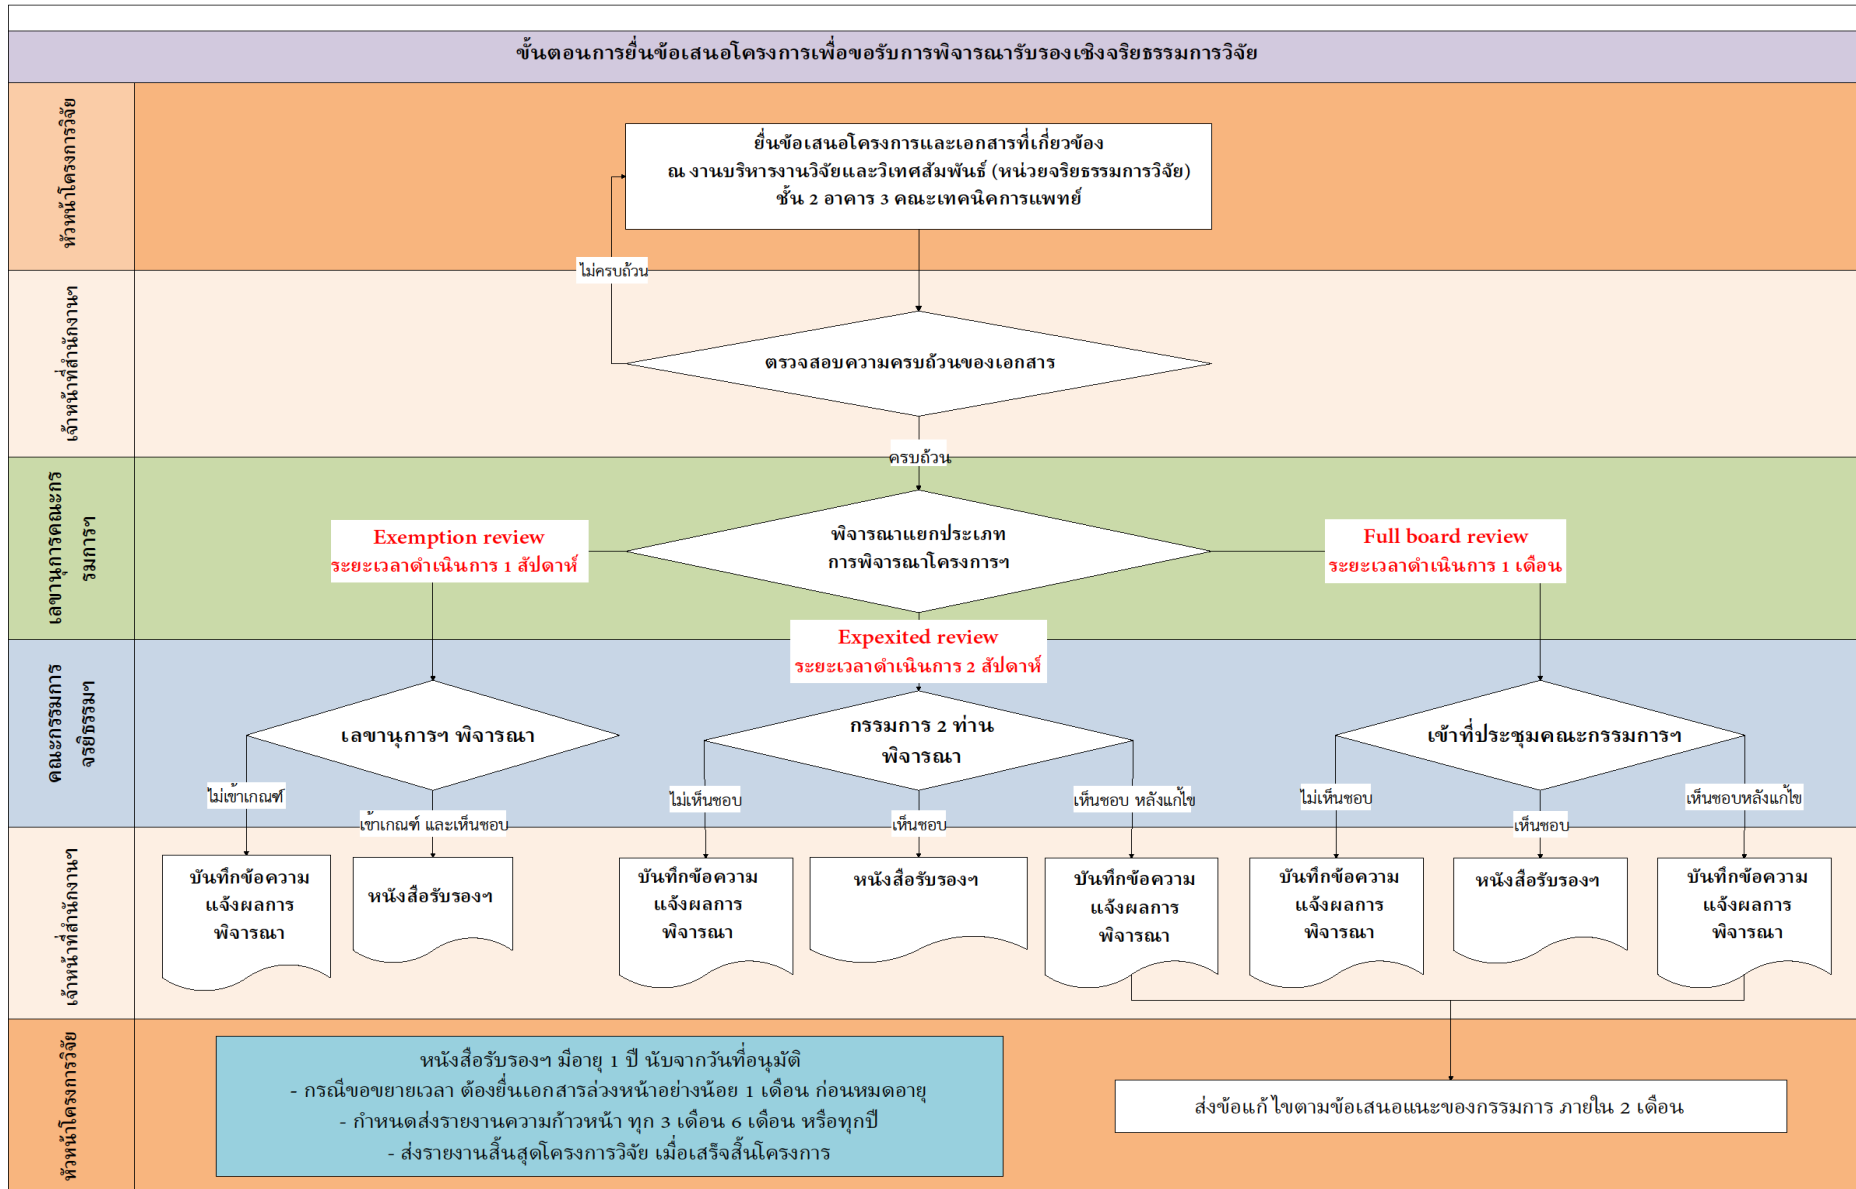 ขั้นตอนการยื่นข้อเสนอโครงการเพื่อขอรับการพิจารณารับรองเชิงจริยธรรมการวิจัย
หัวหน้าโครงการวิจัย
ยื่นข้อเสนอโครงการและเอกสารที่เกี่ยวข้อง
ณ งานบริหารงานวิจัยและวิเทศสัมพันธ์ (หน่วยจริยธรรมการวิจัย)
ชั้น 2 อาคาร 3 คณะเทคนิคการแพทย์
ไม่ครบถ้วน
เจ้าหน้าที่สำนักงานฯ
ตรวจสอบความครบถ้วนของเอกสาร
ครบถ้วน
เลขานุการคณะกร
รมการฯ
พิจารณาแยกประเภท
การพิจารณาโครงการฯ
Exemption review
ระยะเวลาดำเนินการ 1 สัปดาห์
Full board review
ระยะเวลาดำเนินการ 1 เดือน
Expexited review
ระยะเวลาดำเนินการ 2 สัปดาห์
คณะกรรมการ
จริยธรรมฯ
เลขานุการฯ พิจารณา
กรรมการ 2 ท่าน
พิจารณา
เข้าที่ประชุมคณะกรรมการฯ
ไม่เข้าเกณฑ์
เข้าเกณฑ์ และเห็นชอบ
ไม่เห็นชอบ
เห็นชอบ
เห็นชอบ หลังแก้ไข
ไม่เห็นชอบ
เห็นชอบ
เห็นชอบหลังแก้ไข
เจ้าหน้าที่สำนักงานฯ
บันทึกข้อความ
แจ้งผลการ
พิจารณา
หนังสือรับรองฯ
บันทึกข้อความ
แจ้งผลการ
พิจารณา
หนังสือรับรองฯ
บันทึกข้อความ
แจ้งผลการ
พิจารณา
บันทึกข้อความ
แจ้งผลการ
พิจารณา
หนังสือรับรองฯ
บันทึกข้อความ
แจ้งผลการ
พิจารณา
หัวหน้าโครงการวิจัย
หนังสือรับรองฯ มีอายุ 1 ปี นับจากวันที่อนุมัติ
- กรณีขอขยายเวลา ต้องยื่นเอกสารล่วงหน้าอย่างน้อย 1 เดือน ก่อนหมดอายุ
- กำหนดส่งรายงานความก้าวหน้า ทุก 3 เดือน 6 เดือน หรือทุกปี
- ส่งรายงานสิ้นสุดโครงการวิจัย เมื่อเสร็จสิ้นโครงการ
ส่งข้อแก้ไขตามข้อเสนอแนะของกรรมการ ภายใน 2 เดือน